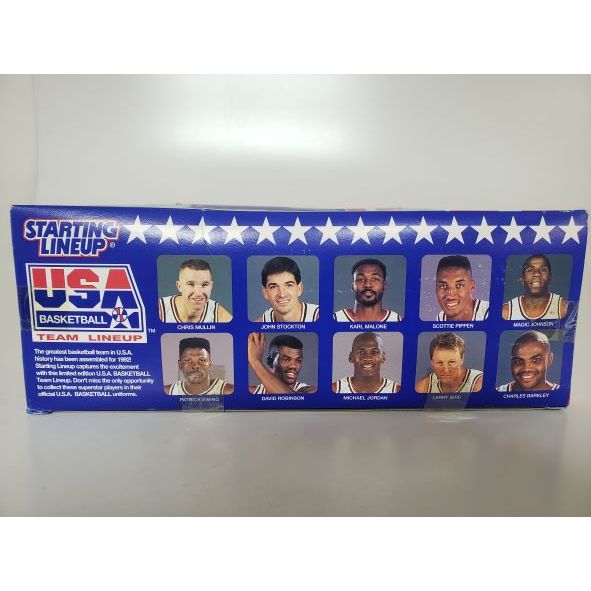 STARTING
LINEUP®
USA
BASKETBALL
TEAM LINEUP™
The greatest basketball team in U.S.A.
history has been assembled for 1992!
Starting Lineup captures the excitement
with this limited edition U.S.A. BASKETBALL
Team Lineup. Don't miss the only opportunity
to collect these superstar players in their
official U.S.A. BASKETBALL uniforms.
CHRIS MULLIN JOHN STOCKTON KARL MALONE SCOTTIE PIPPEN MAGIC JOHNSON
PATRICK EWING DAVID ROBINSON MICHAEL JORDAN LARRY BIRD CHARLES BARKLEY